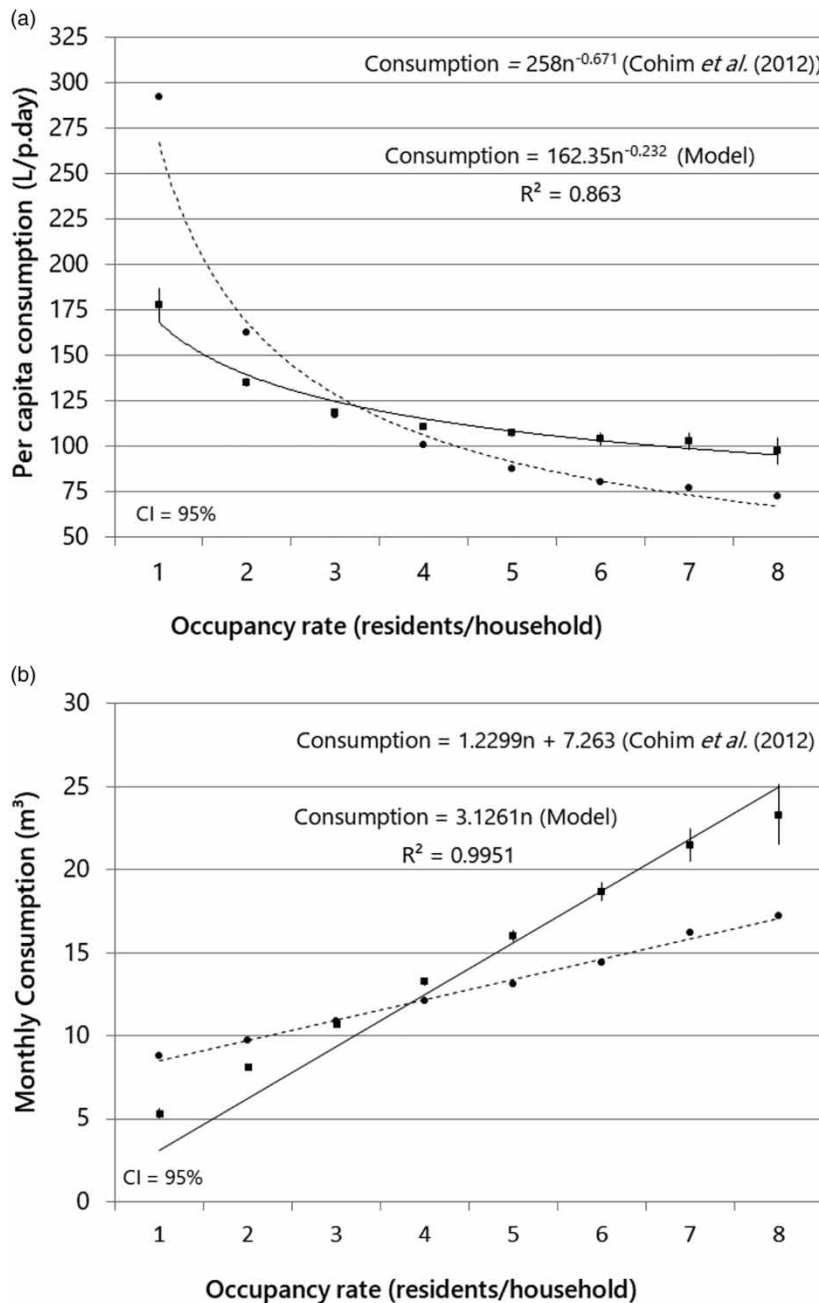 (a)
325
300
275
250
225
200
175
150
125
100
75
50
Per capita consumption (L/p.day)
Consumption = 258n^-0.671 (Cohim et al. (2012))
Consumption = 162.35n^-0.232 (Model)
R² = 0.863
CI = 95%
1 2 3 4 5 6 7 8
Occupancy rate (residents/household)
(b)
30
25
20
15
10
5
0
Monthly Consumption (m³)
Consumption = 1.2299n + 7.263 (Cohim et al. (2012)
Consumption = 3.1261n (Model)
R² = 0.9951
CI = 95%
1 2 3 4 5 6 7 8
Occupancy rate (residents/household)